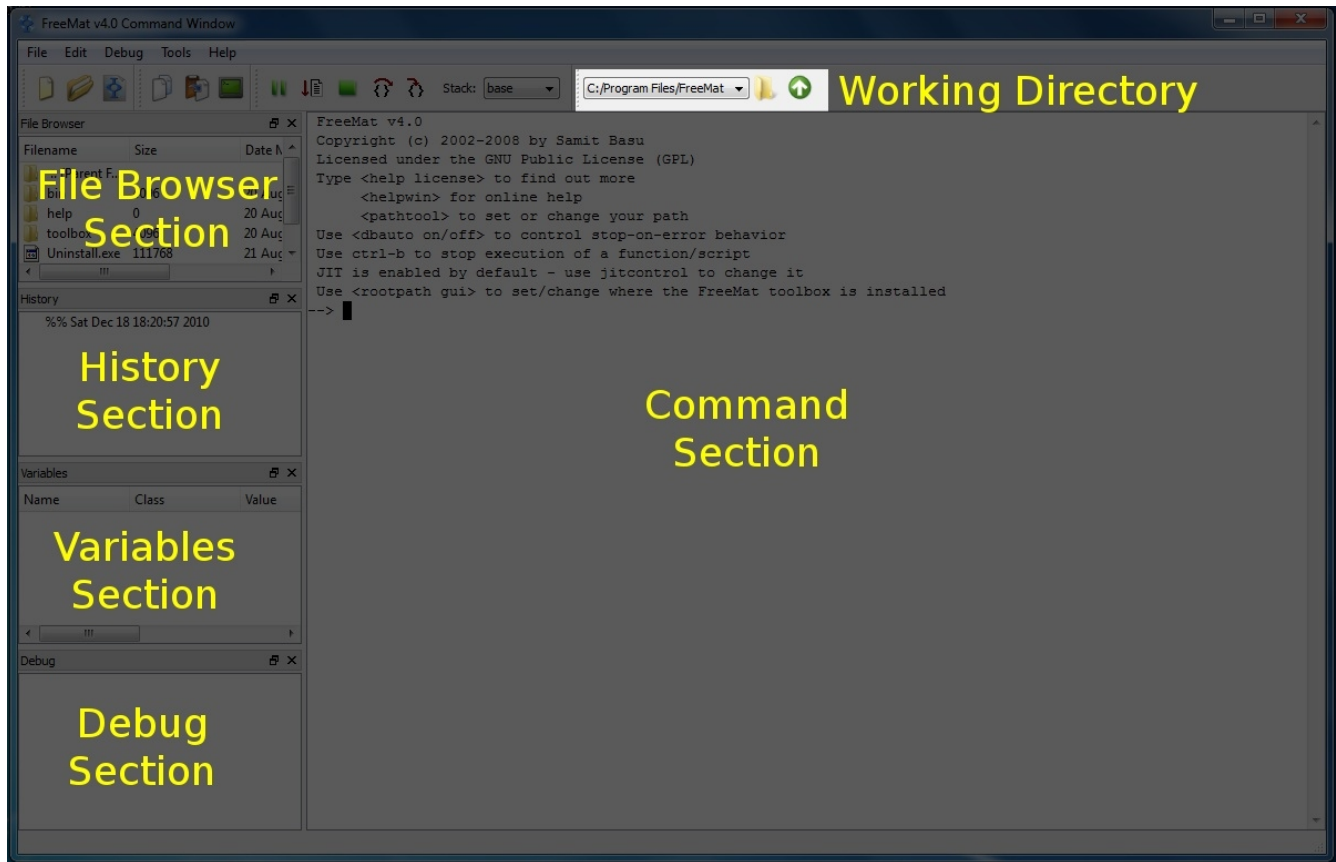 FreeMat v4.0 Command Window
File Edit Debug Tools Help
Stack: base
C:/Program Files/FreeMat
Working Directory
File Browser
Filename Size Date
File Browser
Section
help 0 20 Aug
toolbox 20 Aug
Uninstall.exe 111768 21 Aug
History
%% Sat Dec 18 18:20:57 2010
History
Section
Variables
Name Class Value
Variables
Section
Debug
Debug
Section
FreeMat v4.0
Copyright (c) 2002-2008 by Samit Basu
Licensed under the GNU Public License (GPL)
Type <help license> to find out more
<helpwin> for online help
<pathtool> to set or change your path
Use <dbauto on/off> to control stop-on-error behavior
Use ctrl-b to stop execution of a function/script
JIT is enabled by default - use jitcontrol to change it
Use <rootpath gui> to set/change where the FreeMat toolbox is installed
-->
Command
Section